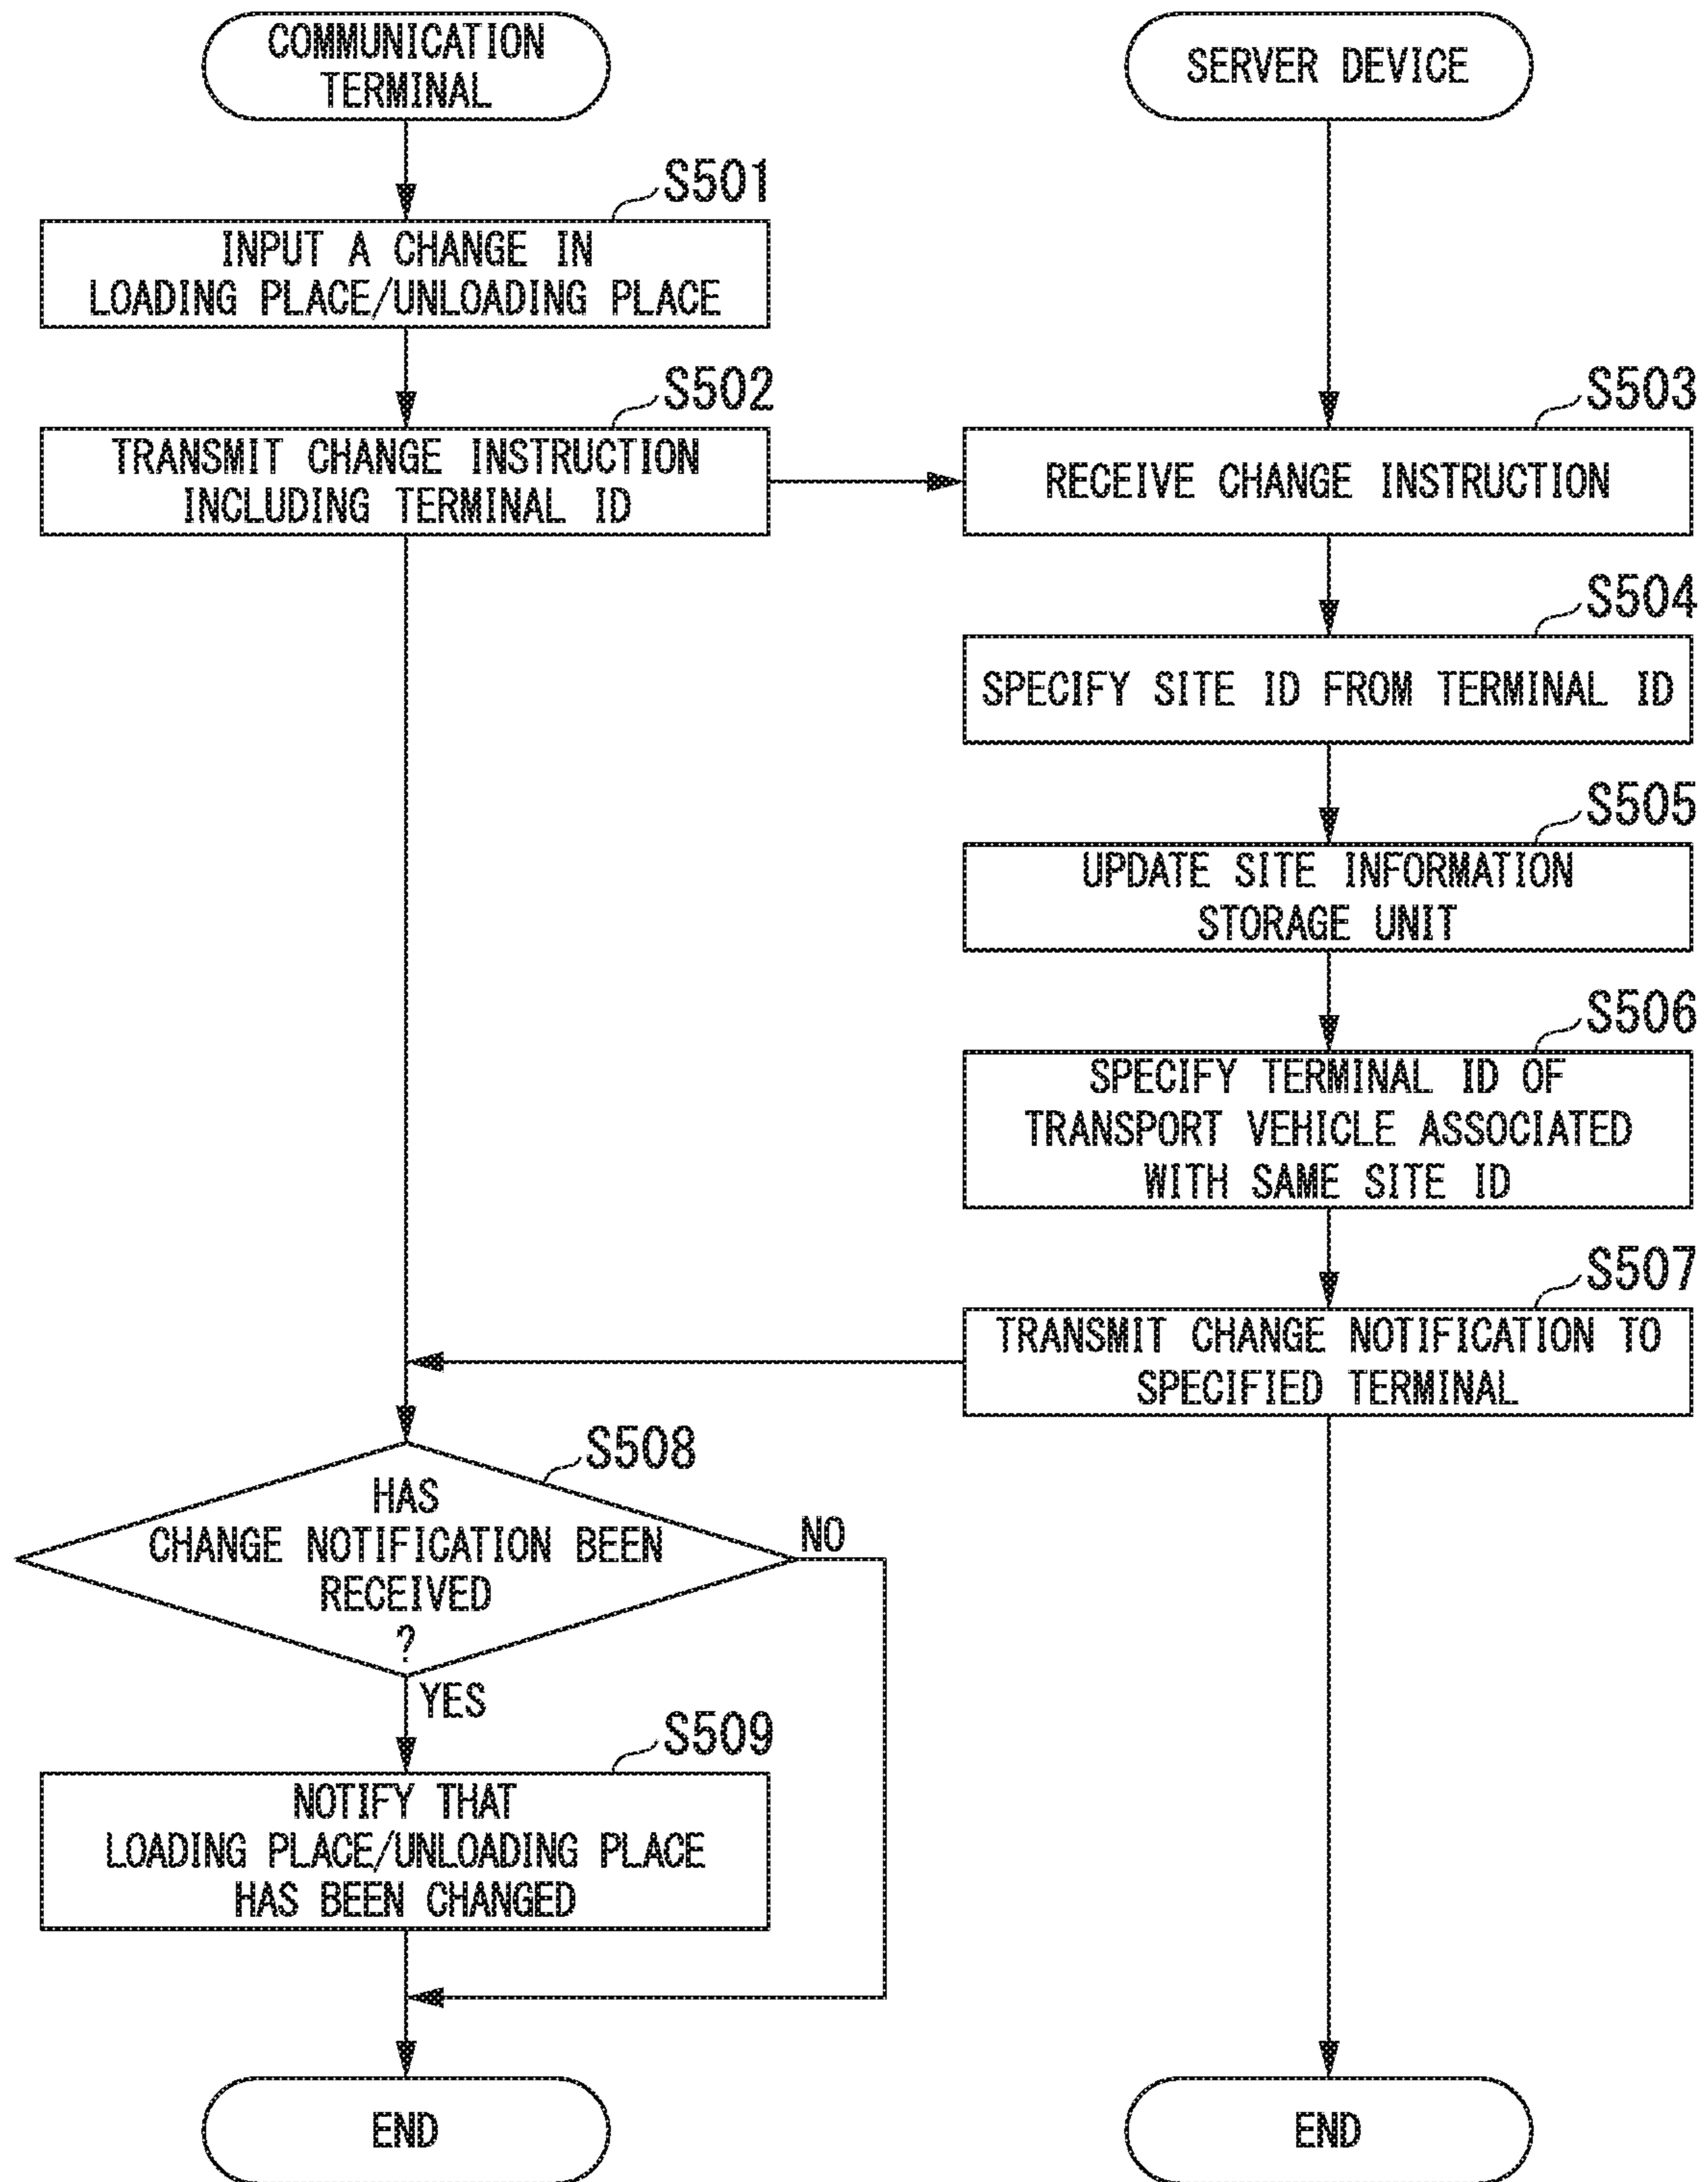 COMMUNICATION
TERMINAL
SERVER DEVICE
S501
INPUT A CHANGE IN
LOADING PLACE/UNLOADING PLACE
S502
TRANSMIT CHANGE INSTRUCTION
INCLUDING TERMINAL ID
S503
RECEIVE CHANGE INSTRUCTION
S504
SPECIFY SITE ID FROM TERMINAL ID
S505
UPDATE SITE INFORMATION
STORAGE UNIT
S506
SPECIFY TERMINAL ID OF
TRANSPORT VEHICLE ASSOCIATED
WITH SAME SITE ID
S507
TRANSMIT CHANGE NOTIFICATION TO
SPECIFIED TERMINAL
S508
HAS
CHANGE NOTIFICATION BEEN
RECEIVED
?
NO
YES
S509
NOTIFY THAT
LOADING PLACE/UNLOADING PLACE
HAS BEEN CHANGED
END
END